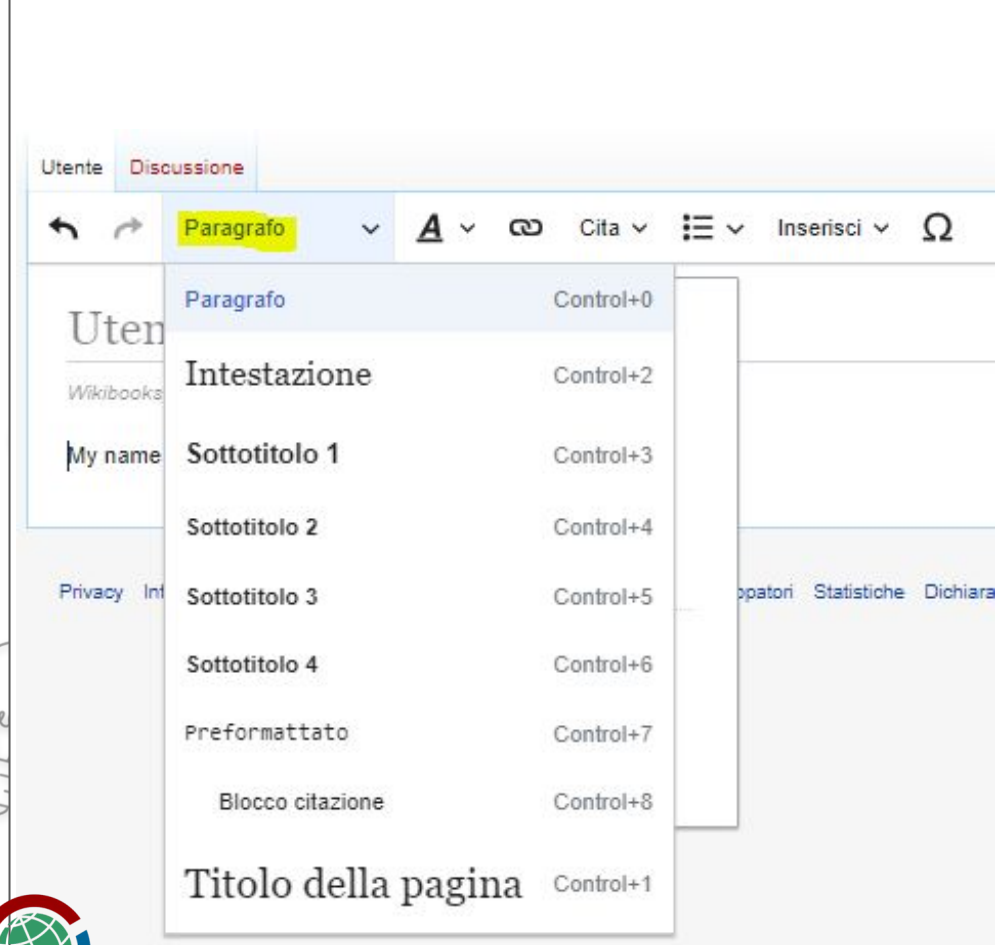 Utente Discussione
Paragrafo A Cita Inserisci Ω
Paragrafo Control+0
Intestazione Control+2
Wikibooks
My name
Sottotitolo 1 Control+3
Sottotitolo 2 Control+4
Privacy Statistiche
Sottotitolo 3 Control+5
Sottotitolo 4 Control+6
Preformattato Control+7
Blocco citazione Control+8
Titolo della pagina Control+1